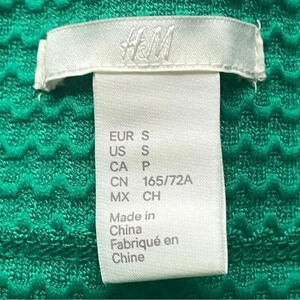 H&M
EUR S
US S
CA P
CN 165/72A
MX CH
Made in
China
Fabriqué en
Chine